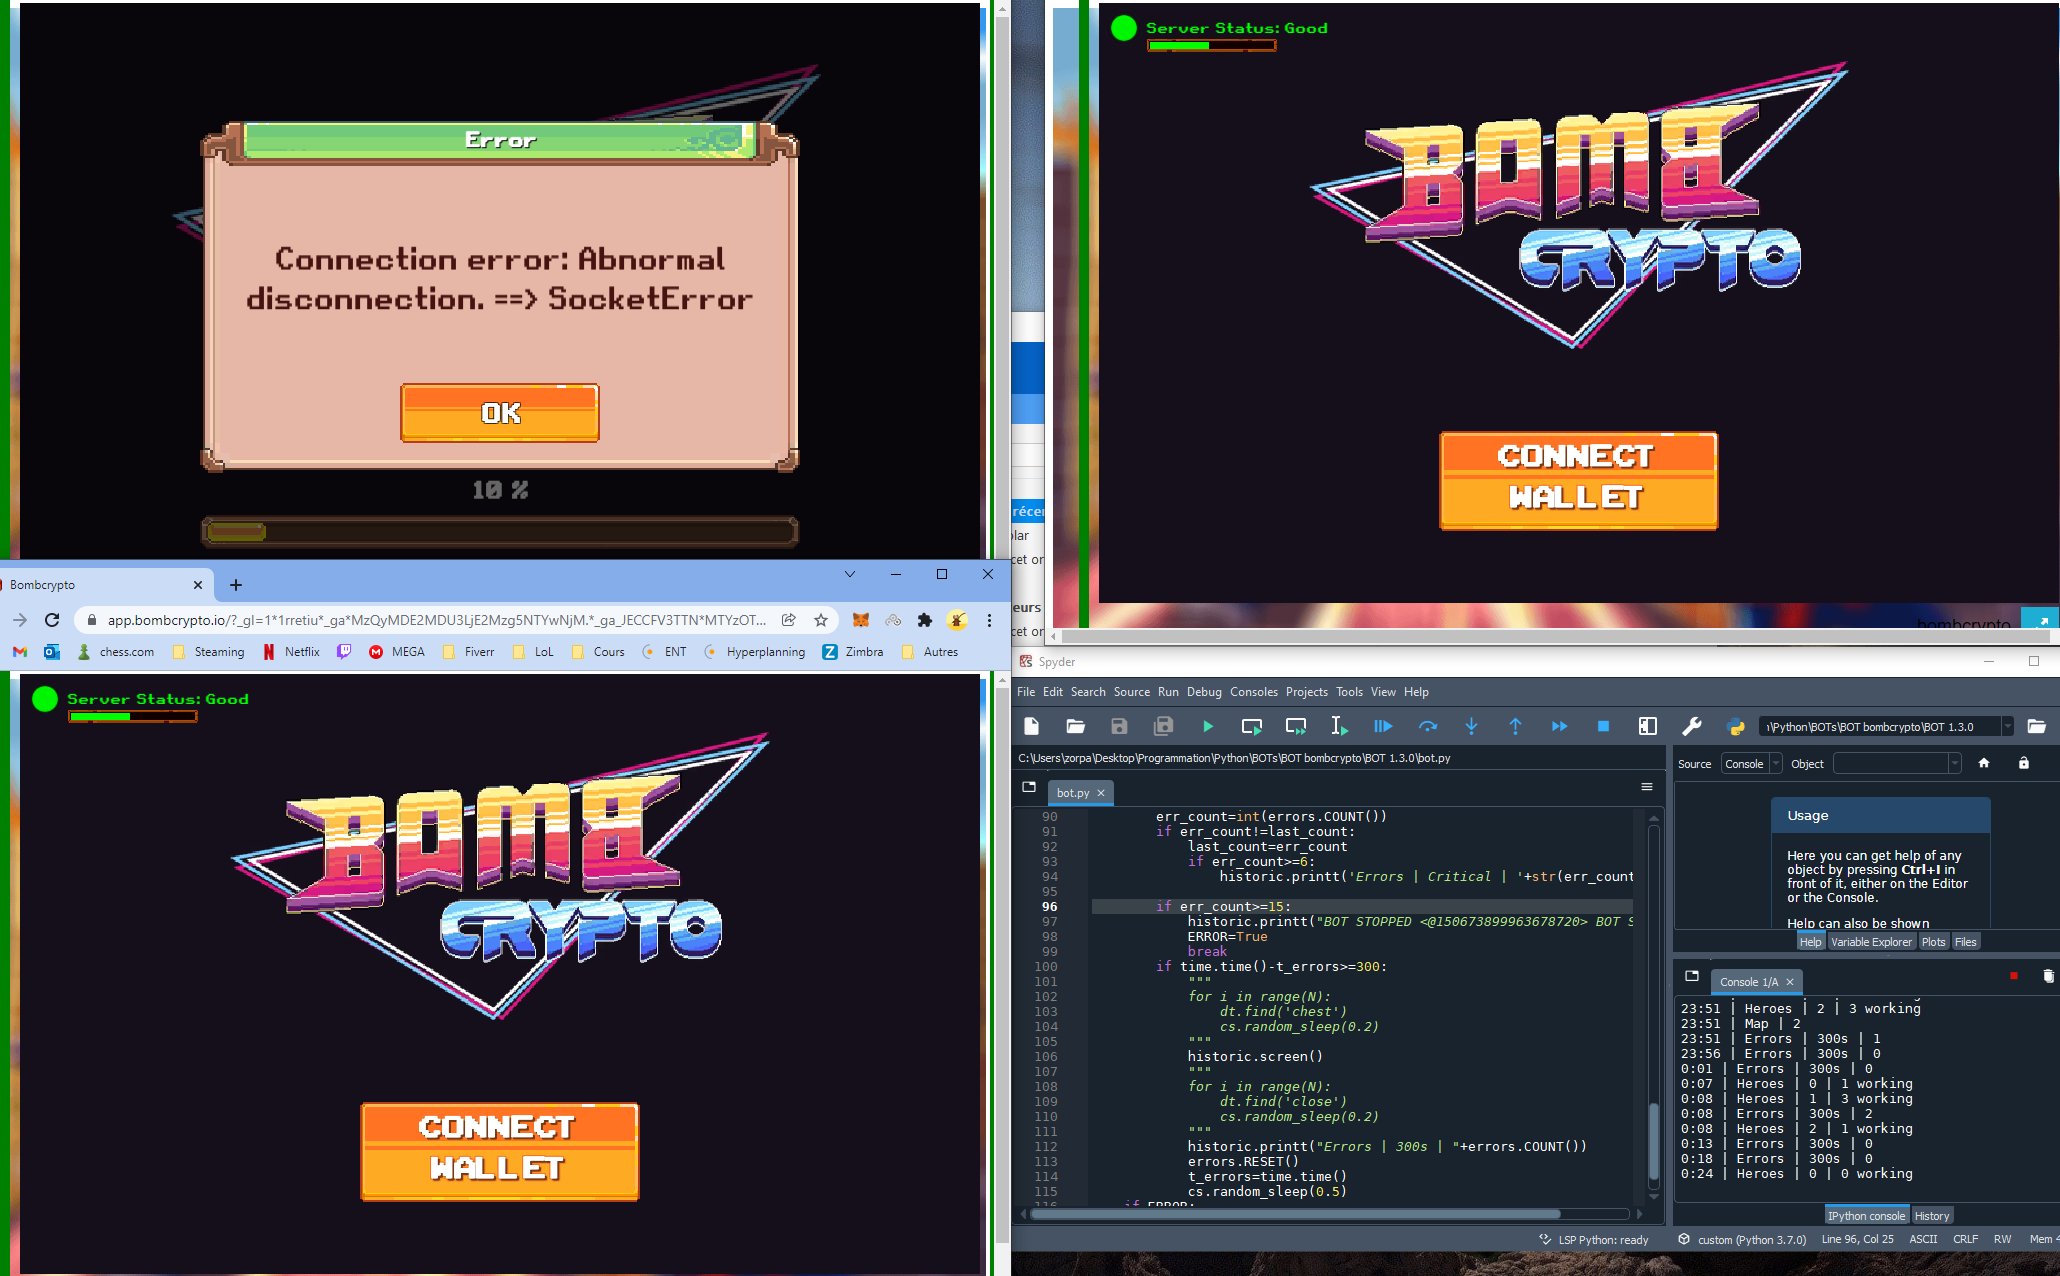 Error
Connection error: Abnormal
disconnection. ==> SocketError
OK
10 %
Server Status: Good
BOMB
CRYPTO
CONNECT
WALLET
bombcrypto
Bombcrypto
app.bombcrypto.io/?_gl=1*1rretiu*_ga*MzQyMDE2MDU3LjE2Mzg5NTYwNjM.*_ga_JECCFV3TTN*MTYzOT...
chess.com Steaming Netflix MEGA Fiverr LoL Cours ENT Hyperplanning Zimbra Autres
Server Status: Good
BOMB
CRYPTO
CONNECT
WALLET
récen
olar
cet or
eurs
cet or
Spyder
File Edit Search Source Run Debug Consoles Projects Tools View Help
\Python\BOTs\BOT bombcrypto\BOT 1.3.0
C:\Users\zorpa\Desktop\Programmation\Python\BOTs\BOT bombcrypto\BOT 1.3.0\bot.py
bot.py
90 err_count=int(errors.COUNT())
91 if err_count!=last_count:
92 last_count=err_count
93 if err_count>=6:
94 historic.printt('Errors | Critical | '+str(err_count
95
96 if err_count>=15:
97 historic.printt("BOT STOPPED <@150673899963678720> BOT S
98 ERROR=True
99 break
100 if time.time()-t_errors>=300:
101 """
102 for i in range(N):
103 dt.find('chest')
104 cs.random_sleep(0.2)
105 """
106 historic.screen()
107 """
108 for i in range(N):
109 dt.find('close')
110 cs.random_sleep(0.2)
111 """
112 historic.printt("Errors | 300s | "+errors.COUNT())
113 errors.RESET()
114 t_errors=time.time()
115 cs.random_sleep(0.5)
116 if ERROR:
Source Console Object
Usage
Here you can get help of any
object by pressing Ctrl+I in
front of it, either on the Editor
or the Console.
Help can also be shown
Help Variable Explorer Plots Files
Console 1/A
23:51 | Heroes | 2 | 3 working
23:51 | Map | 2
23:51 | Errors | 300s | 1
23:56 | Errors | 300s | 0
0:01 | Errors | 300s | 0
0:07 | Heroes | 0 | 1 working
0:08 | Heroes | 1 | 3 working
0:08 | Errors | 300s | 2
0:08 | Heroes | 2 | 1 working
0:13 | Errors | 300s | 0
0:18 | Errors | 300s | 0
0:24 | Heroes | 0 | 0 working
IPython console History
LSP Python: ready custom (Python 3.7.0) Line 96, Col 25 ASCII CRLF RW Mem 4